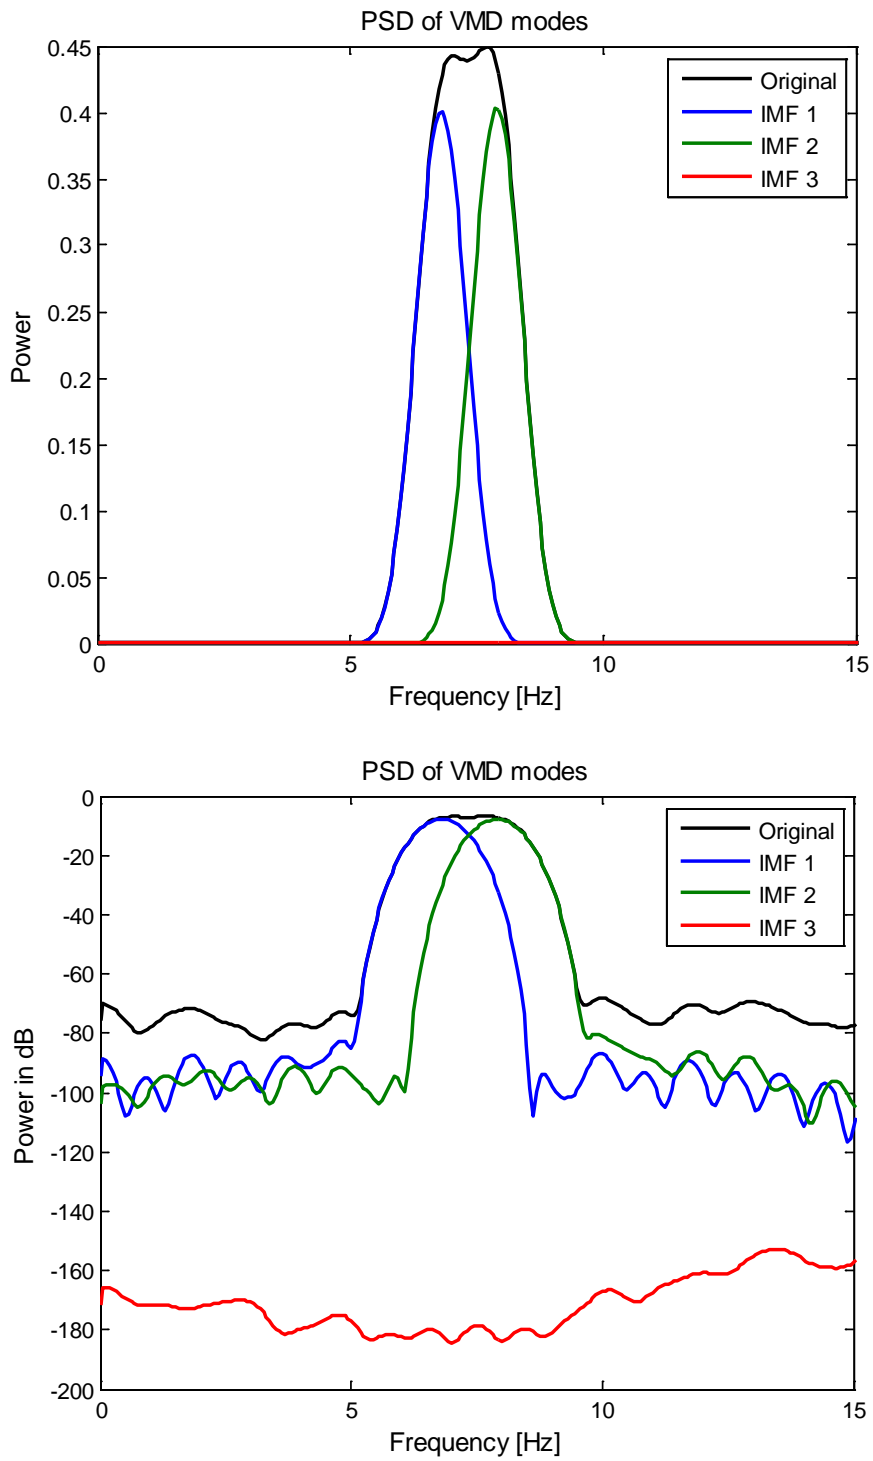 PSD of VMD modes
0.45
0.4
0.35
0.3
0.25
0.2
0.15
0.1
0.05
0
Power
Original
IMF 1
IMF 2
IMF 3
0 5 10 15
Frequency [Hz]
PSD of VMD modes
0
-20
-40
-60
-80
-100
-120
-140
-160
-180
-200
Power in dB
Original
IMF 1
IMF 2
IMF 3
0 5 10 15
Frequency [Hz]